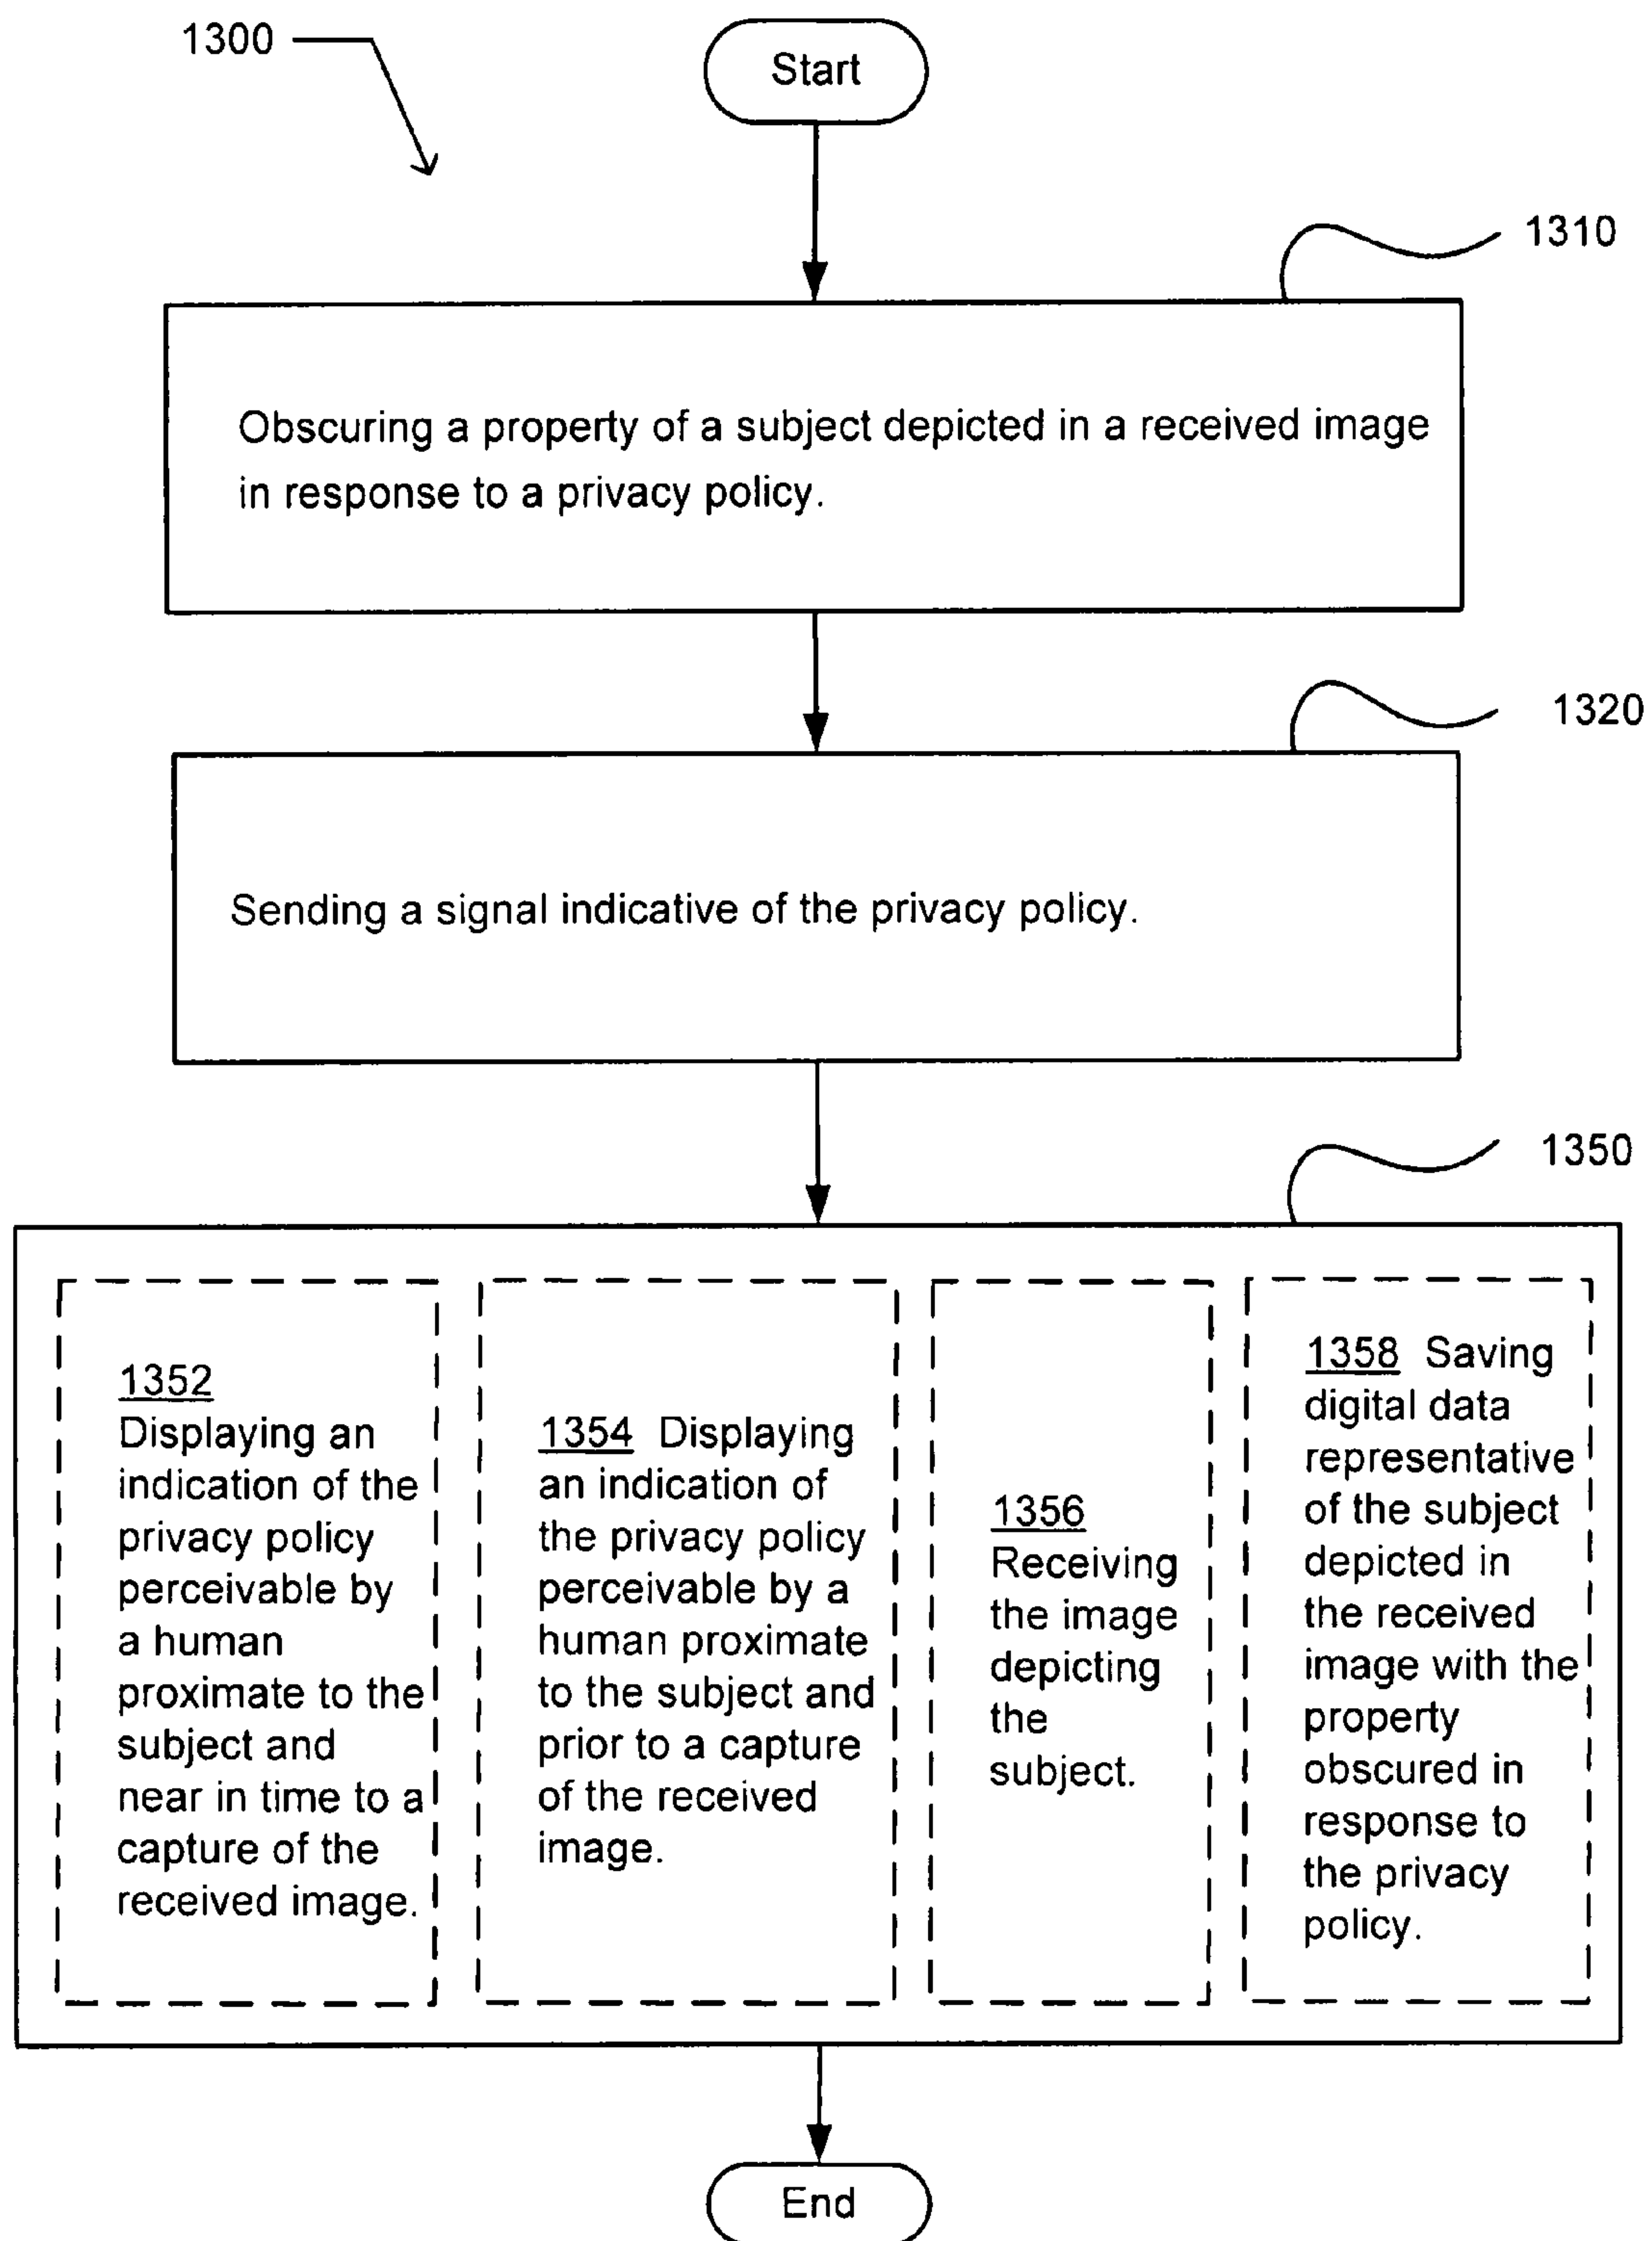 1300
Start
1310
Obscuring a property of a subject depicted in a received image
in response to a privacy policy.
1320
Sending a signal indicative of the privacy policy.
1350
1352
Displaying an
indication of the
privacy policy
perceivable by
a human
proximate to the
subject and
near in time to a
capture of the
received image.
1354 Displaying
an indication of
the privacy policy
perceivable by a
human proximate
to the subject and
prior to a capture
of the received
image.
1356
Receiving
the image
depicting
the
subject.
1358 Saving
digital data
representative
of the subject
depicted in
the received
image with the
property
obscured in
response to
the privacy
policy.
End